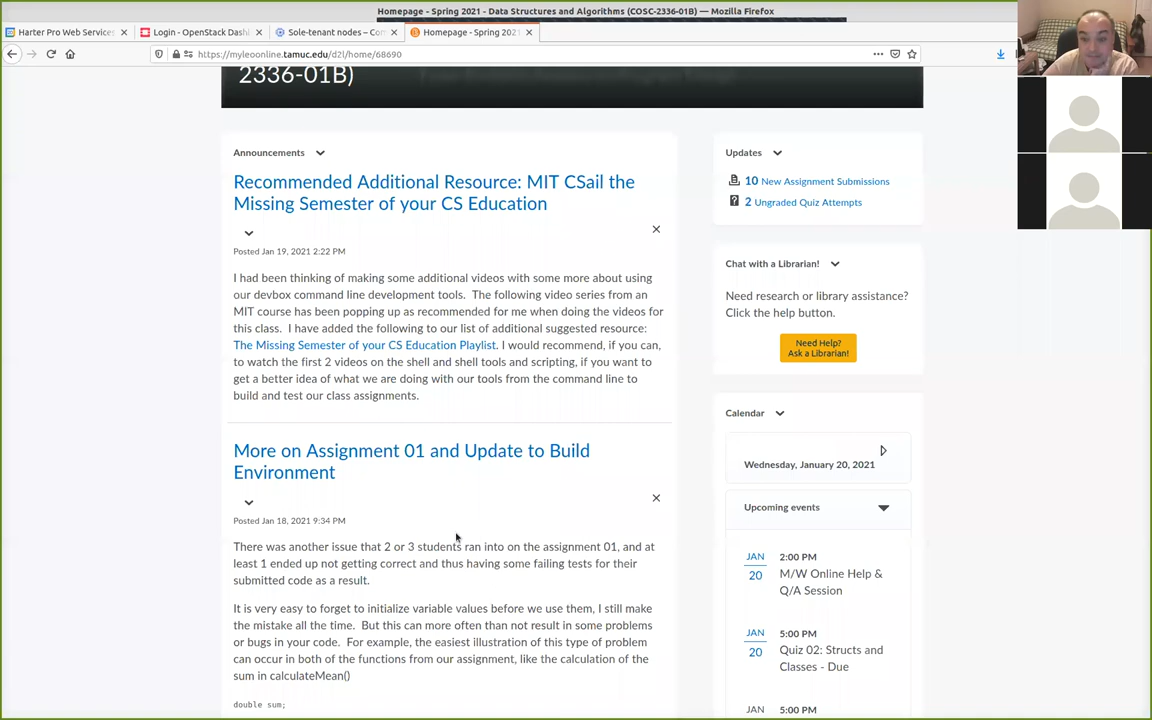 Homepage - Spring 2021 - Data Structures and Algorithms (COSC-2336-01B) — Mozilla Firefox
Harter Pro Web Services
Login - OpenStack Dash
Sole-tenant nodes – Com
Homepage - Spring 2021
https://myleoonline.tamuc.edu/d2l/home/68690
2336-01B)
Announcements
Recommended Additional Resource: MIT CSail the
Missing Semester of your CS Education
Posted Jan 19, 2021 2:22 PM
I had been thinking of making some additional videos with some more about using
our devbox command line development tools. The following video series from an
MIT course has been popping up as recommended for me when doing the videos for
this class. I have added the following to our list of additional suggested resource:
The Missing Semester of your CS Education Playlist. I would recommend, if you can,
to watch the first 2 videos on the shell and shell tools and scripting, if you want to
get a better idea of what we are doing with our tools from the command line to
build and test our class assignments.
More on Assignment 01 and Update to Build
Environment
Posted Jan 18, 2021 9:34 PM
There was another issue that 2 or 3 students ran into on the assignment 01, and at
least 1 ended up not getting correct and thus having some failing tests for their
submitted code as a result.
It is very easy to forget to initialize variable values before we use them, I still make
the mistake all the time. But this can more often than not result in some problems
or bugs in your code. For example, the easiest illustration of this type of problem
can occur in both of the functions from our assignment, like the calculation of the
sum in calculateMean()
double sum;
Updates
10 New Assignment Submissions
2 Ungraded Quiz Attempts
Chat with a Librarian!
Need research or library assistance?
Click the help button.
Need Help?
Ask a Librarian!
Calendar
Wednesday, January 20, 2021
Upcoming events
JAN
20
2:00 PM
M/W Online Help &
Q/A Session
JAN
20
5:00 PM
Quiz 02: Structs and
Classes - Due
JAN
5:00 PM